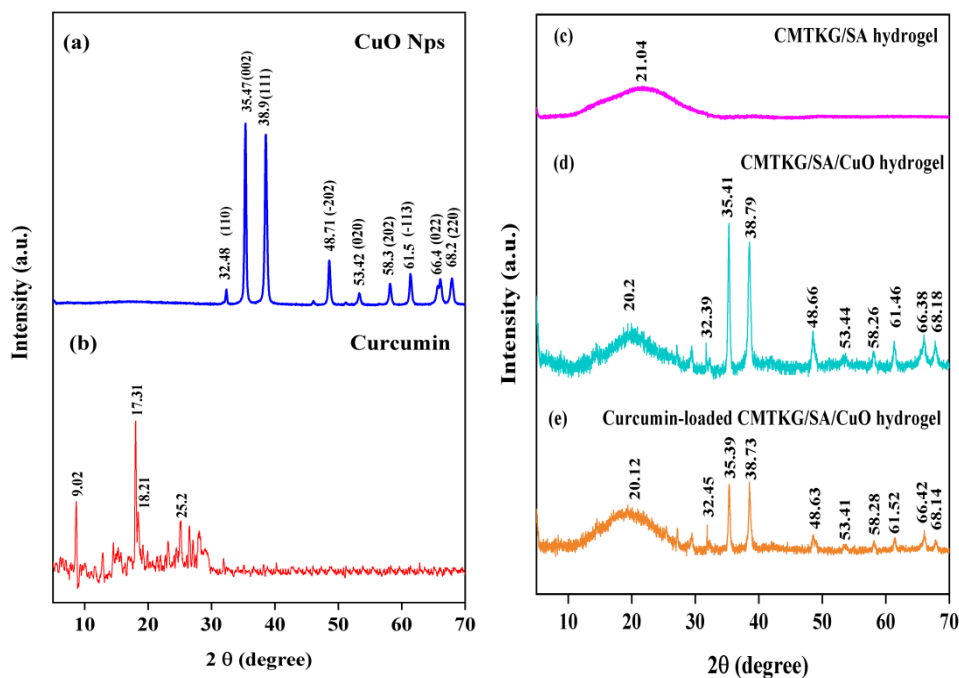 (a)
CuO Nps
32.48 (110)
35.47 (002)
38.9 (111)
48.71 (-202)
53.42 (020)
58.3 (202)
61.5 (-113)
66.4 (022)
68.2 (220)
(b)
Curcumin
9.02
17.31
18.21
25.2
Intensity (a.u.)
10 20 30 40 50 60 70
2 θ (degree)
(c)
CMTKG/SA hydrogel
21.04
(d)
CMTKG/SA/CuO hydrogel
20.2
32.39
35.41
38.79
48.66
53.44
58.26
61.46
66.38
68.18
(e)
Curcumin-loaded CMTKG/SA/CuO hydrogel
20.12
32.45
35.39
38.73
48.63
53.41
58.28
61.52
66.42
68.14
Intensity (a.u.)
10 20 30 40 50 60 70
2θ (degree)